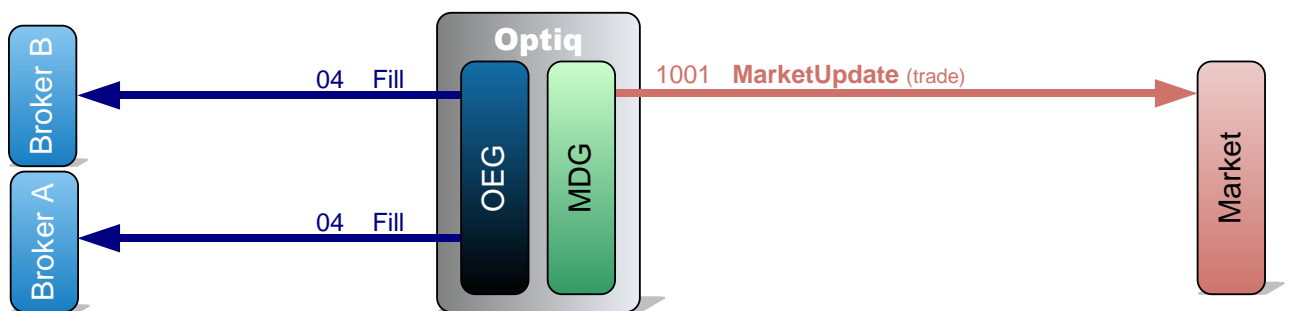 Optiq
Broker B
04 Fill
OEG
MDG
1001 MarketUpdate (trade)
Market
Broker A
04 Fill